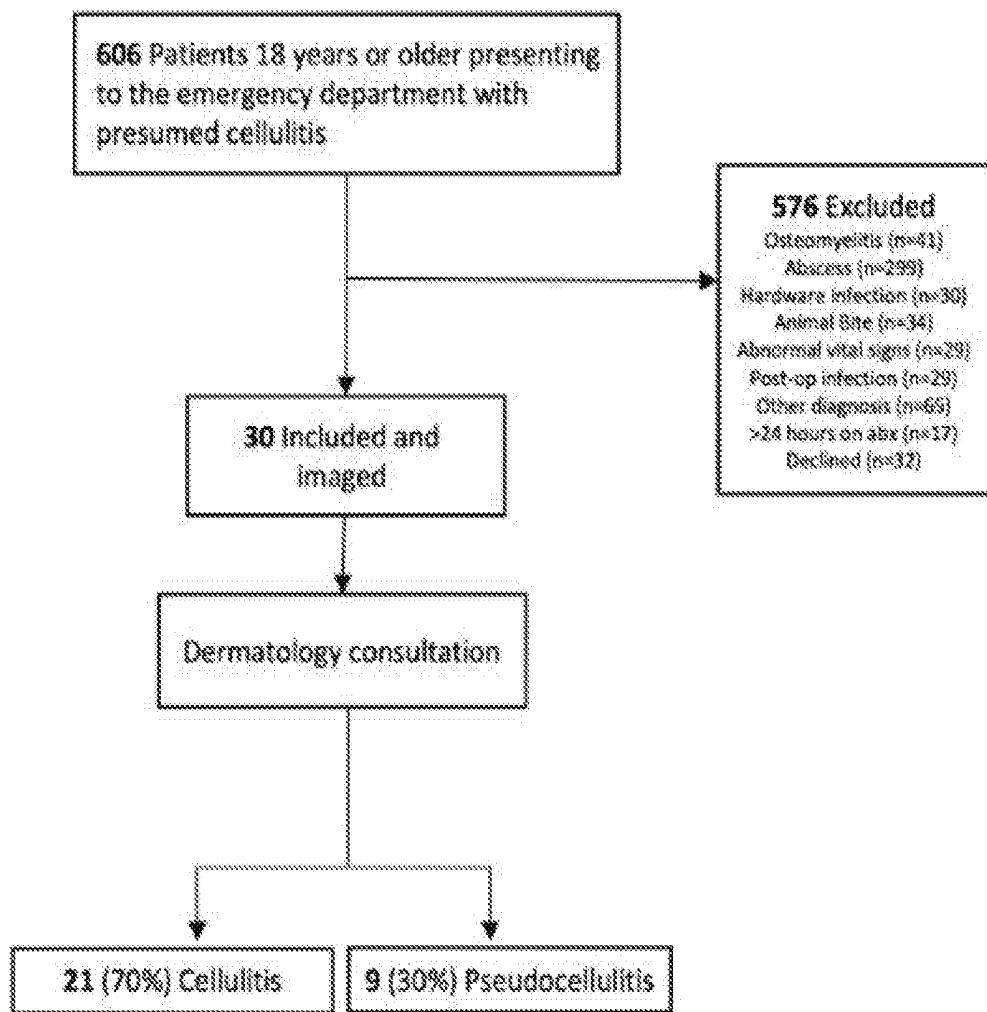 606 Patients 18 years or older presenting
to the emergency department with
presumed cellulitis
576 Excluded
Osteomyelitis (n=41)
Abscess (n=299)
Hardware infection (n=30)
Animal Bite (n=34)
Abnormal vital signs (n=29)
Post-op infection (n=29)
Other diagnosis (n=65)
>24 hours on abx (n=17)
Declined (n=32)
30 Included and
imaged
Dermatology consultation
21 (70%) Cellulitis
9 (30%) Pseudocellulitis